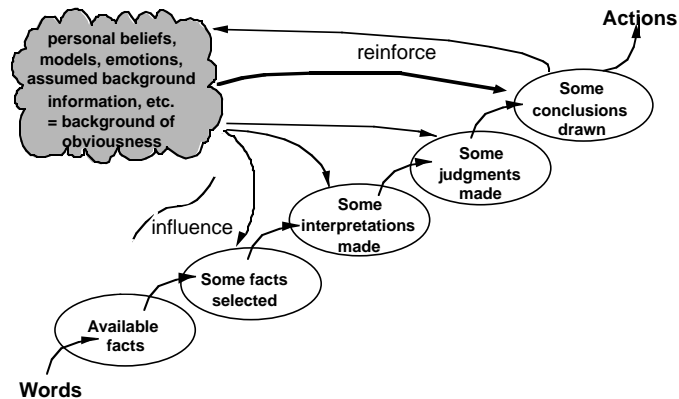 personal beliefs,
models, emotions,
assumed background
information, etc.
= background of
obviousness
reinforce
Actions
Some
conclusions
drawn
Some
judgments
made
Some
interpretations
made
influence
Some facts
selected
Available
facts
Words